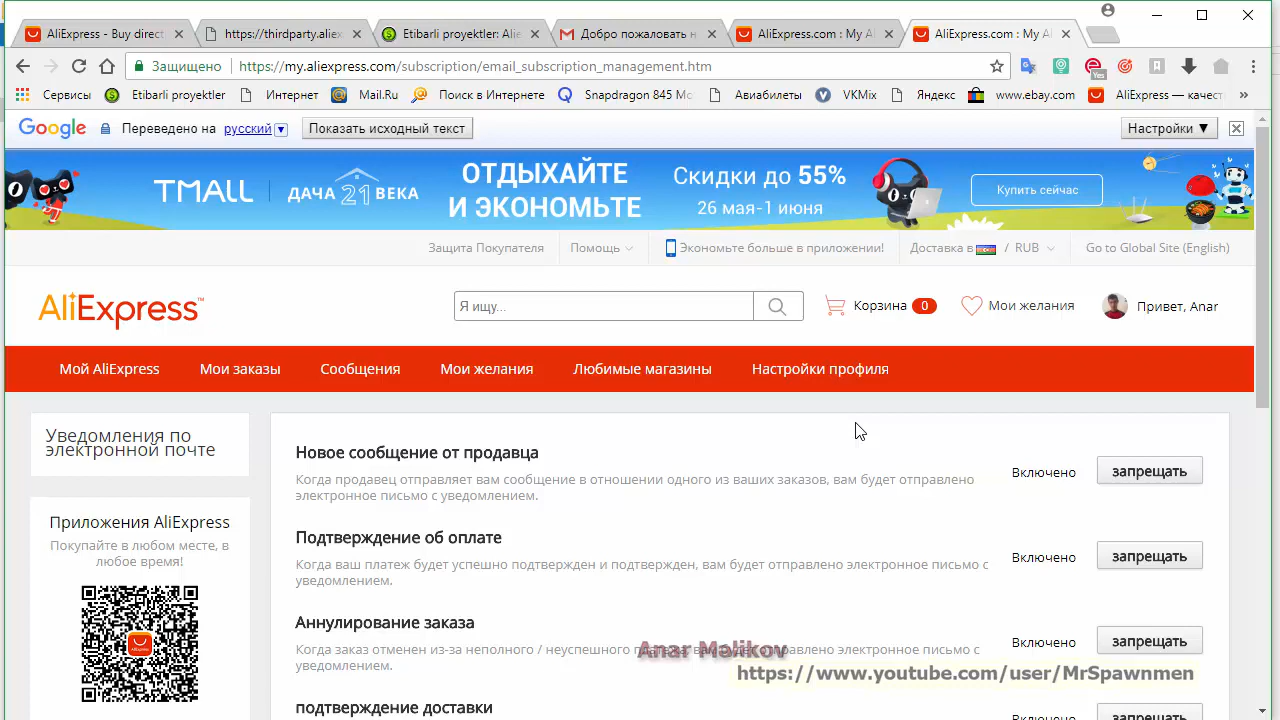 AliExpress - Buy direct
https://thirdparty.aliex
Etibarli proyektler: Alie
Добро пожаловать н
AliExpress.com : My A
AliExpress.com : My A
Защищено
https://my.aliexpress.com/subscription/email_subscription_management.htm
Yes
Сервисы
Etibarli proyektler
Интернет
Mail.Ru
Поиск в Интернете
Snapdragon 845 Mo
Авиабилеты
VKMix
Яндекс
www.ebay.com
AliExpress — качест
»
Google
Переведено на русский
Показать исходный текст
Настройки ▼
TMALL
ДАЧА 21 ВЕКА
ОТДЫХАЙТЕ
И ЭКОНОМЬТЕ
Скидки до 55%
26 мая-1 июня
Купить сейчас
Защита Покупателя
Помощь
Экономьте больше в приложении!
Доставка в / RUB
Go to Global Site (English)
AliExpress™
Я ищу...
Корзина 0
Мои желания
Привет, Anar
Мой AliExpress
Мои заказы
Сообщения
Мои желания
Любимые магазины
Настройки профиля
Уведомления по
электронной почте
Приложения AliExpress
Покупайте в любом месте, в
любое время!
Новое сообщение от продавца
Когда продавец отправляет вам сообщение в отношении одного из ваших заказов, вам будет отправлено
электронное письмо с уведомлением.
Включено
запрещать
Подтверждение об оплате
Когда ваш платеж будет успешно подтвержден и подтвержден, вам будет отправлено электронное письмо с
уведомлением.
Включено
запрещать
Аннулирование заказа
Когда заказ отменен из-за неполного / неуспешного платежа, вам будет отправлено электронное письмо с
уведомлением.
Включено
запрещать
подтверждение доставки
Включено
запрещать
Anar Melikov
https://www.youtube.com/user/MrSpawnmen